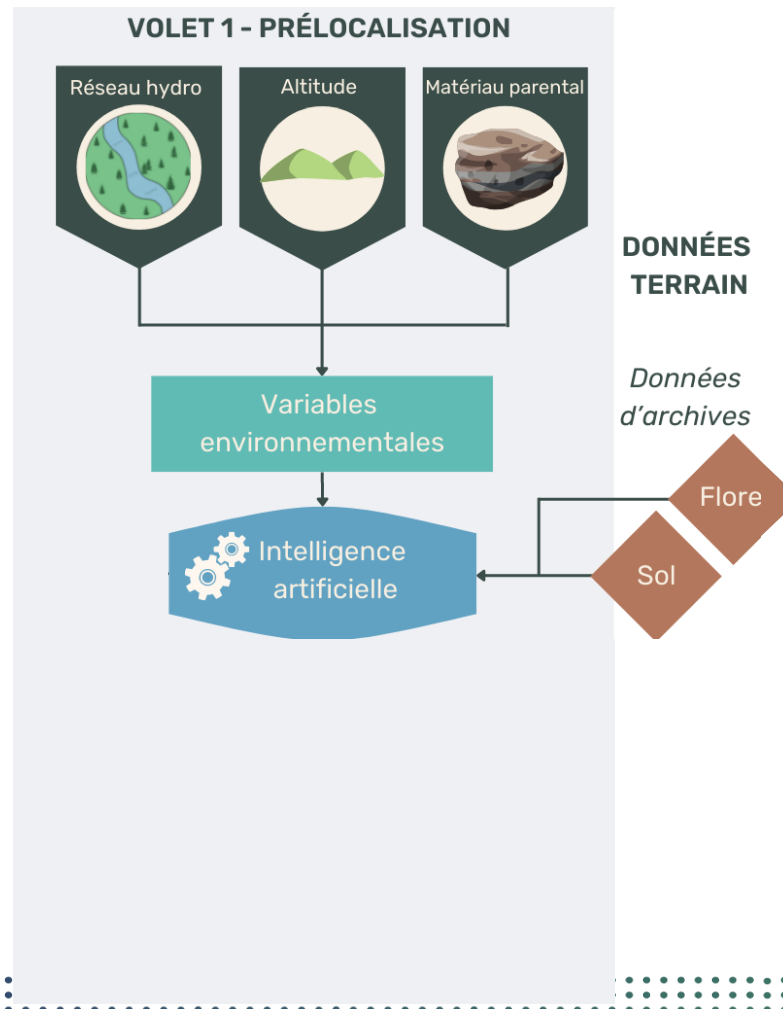 VOLET 1 - PRÉLOCALISATION
Réseau hydro
Altitude
Matériau parental
DONNÉES
TERRAIN
Variables
environnementales
Données
d'archives
Flore
Intelligence
artificielle
Sol